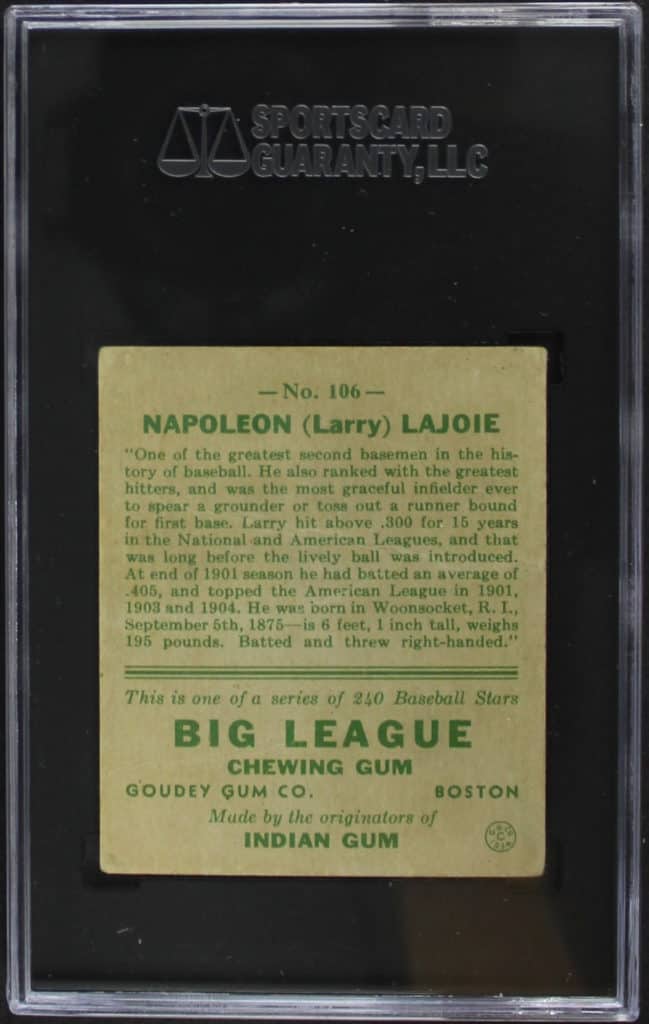 SPORTSCARD
GUARANTY, LLC
— No. 106 —
NAPOLEON (Larry) LAJOIE
"One of the greatest second basemen in the his-
tory of baseball. He also ranked with the greatest
hitters, and was the most graceful infielder ever
to spear a grounder or toss out a runner bound
for first base. Larry hit above .300 for 15 years
in the National and American Leagues, and that
was long before the lively ball was introduced.
At end of 1901 season he had batted an average of
.405, and topped the American League in 1901,
1903 and 1904. He was born in Woonsocket, R. I.,
September 5th, 1875—is 6 feet, 1 inch tall, weighs
195 pounds. Batted and threw right-handed."
This is one of a series of 240 Baseball Stars
BIG LEAGUE
CHEWING GUM
GOUDEY GUM CO. BOSTON
Made by the originators of
INDIAN GUM